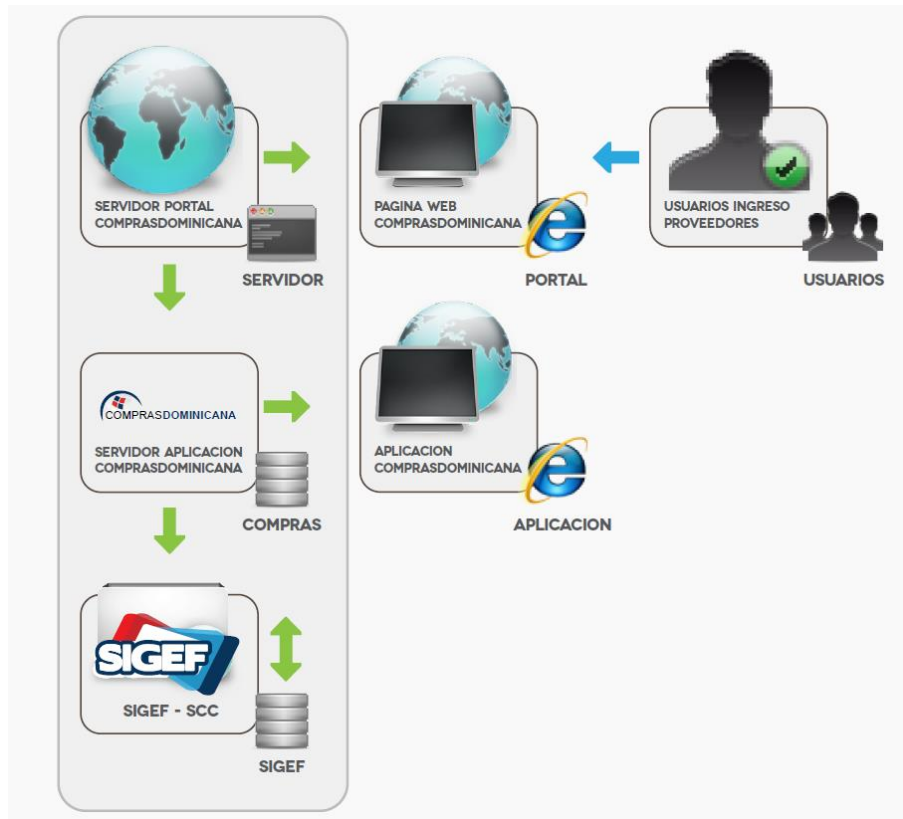 SERVIDOR PORTAL
COMPRASDOMINICANA
SERVIDOR
PAGINA WEB
COMPRASDOMINICANA
PORTAL
USUARIOS INGRESO
PROVEEDORES
USUARIOS
COMPRASDOMINICANA
SERVIDOR APLICACION
COMPRASDOMINICANA
COMPRAS
APLICACION
COMPRASDOMINICANA
APLICACION
SIGEF
SIGEF - SCC
SIGEF